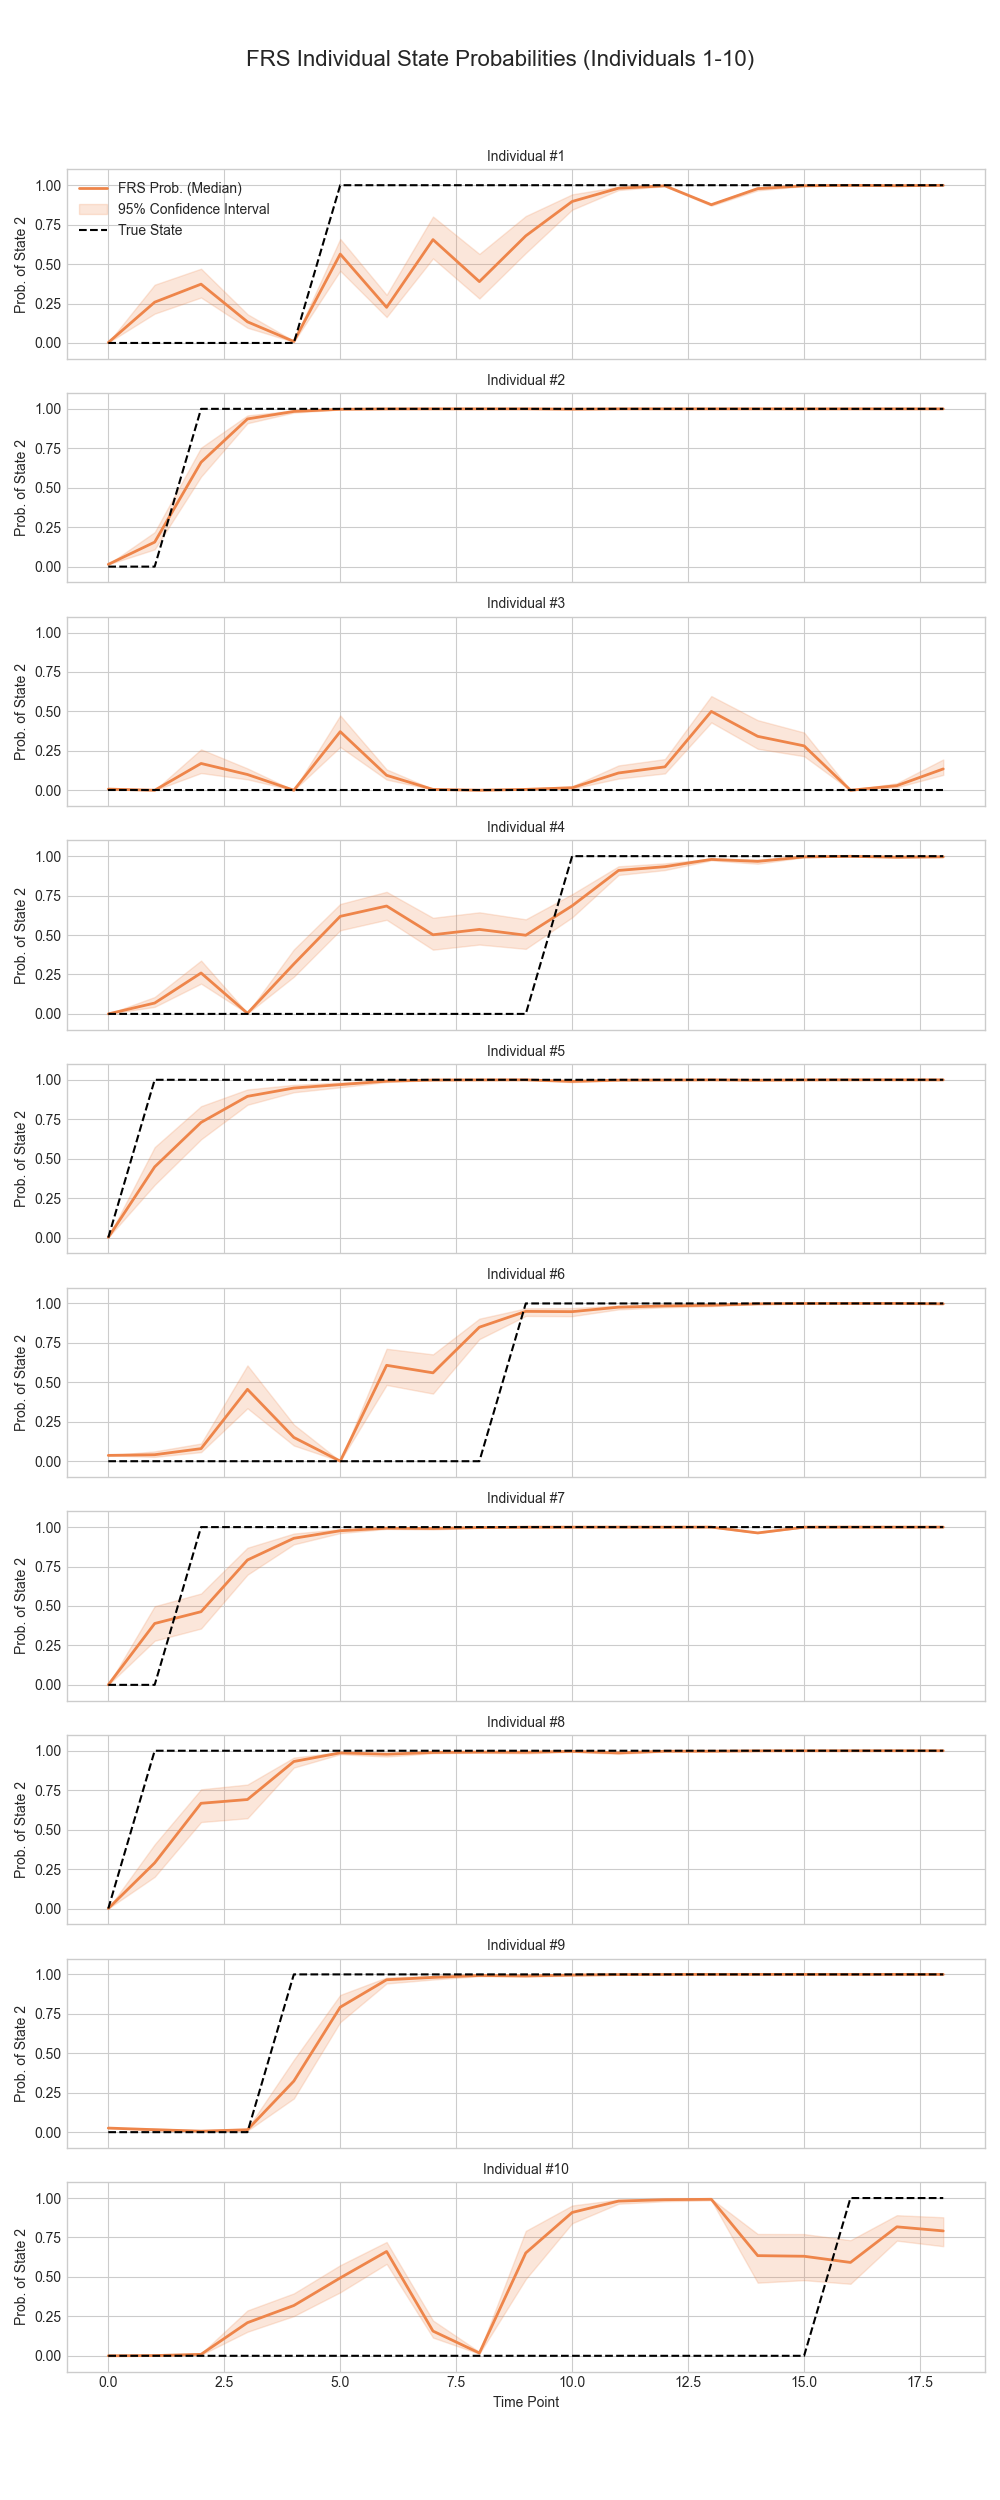 FRS Individual State Probabilities (Individuals 1-10)
Individual #1
Prob. of State 2
1.00
0.75
0.50
0.25
0.00
FRS Prob. (Median)
95% Confidence Interval
True State
Individual #2
Prob. of State 2
1.00
0.75
0.50
0.25
0.00
Individual #3
Prob. of State 2
1.00
0.75
0.50
0.25
0.00
Individual #4
Prob. of State 2
1.00
0.75
0.50
0.25
0.00
Individual #5
Prob. of State 2
1.00
0.75
0.50
0.25
0.00
Individual #6
Prob. of State 2
1.00
0.75
0.50
0.25
0.00
Individual #7
Prob. of State 2
1.00
0.75
0.50
0.25
0.00
Individual #8
Prob. of State 2
1.00
0.75
0.50
0.25
0.00
Individual #9
Prob. of State 2
1.00
0.75
0.50
0.25
0.00
Individual #10
Prob. of State 2
1.00
0.75
0.50
0.25
0.00
0.0 2.5 5.0 7.5 10.0 12.5 15.0 17.5
Time Point